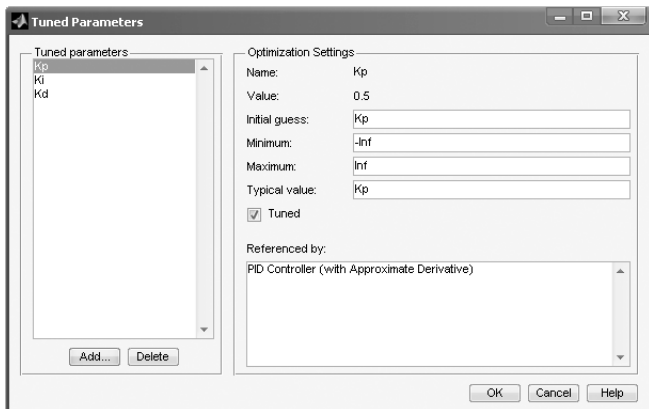 Tuned Parameters
Tuned parameters
Kp
Ki
Kd
Add...
Delete
Optimization Settings
Name: Kp
Value: 0.5
Initial guess: Kp
Minimum: -Inf
Maximum: Inf
Typical value: Kp
Tuned
Referenced by:
PID Controller (with Approximate Derivative)
OK
Cancel
Help